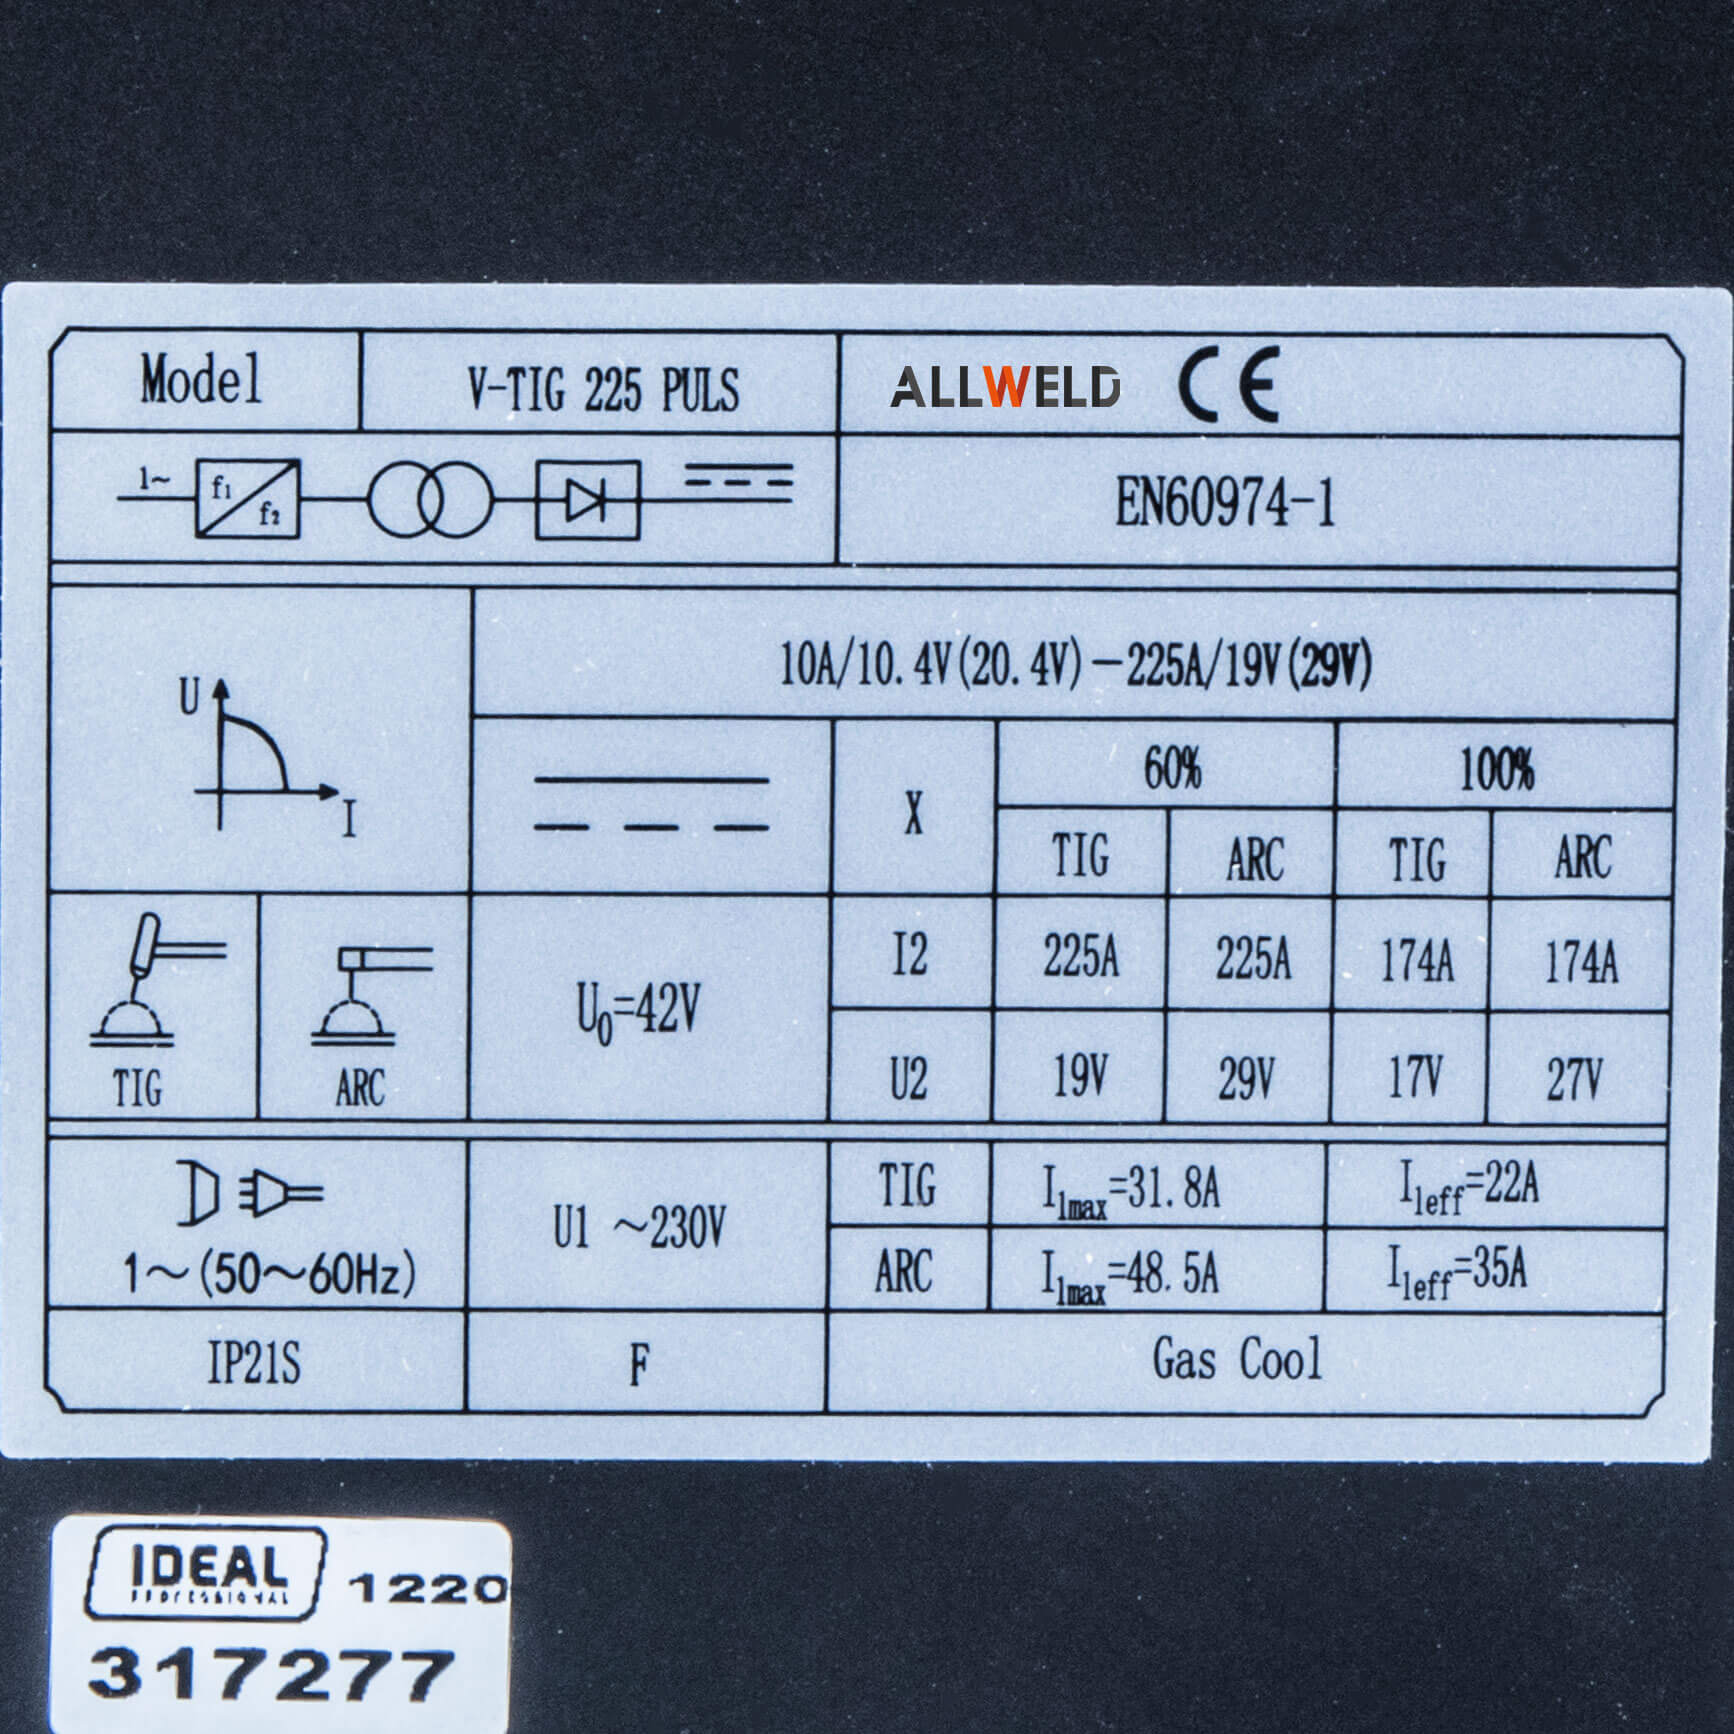 Model V-TIG 225 PULS ALLWELD CE
1~ f1 f2 EN60974-1
10A/10.4V(20.4V)—225A/19V(29V)
U I
X 60% 100%
TIG ARC TIG ARC
I2 225A 225A 174A 174A
TIG ARC U0=42V
U2 19V 29V 17V 27V
TIG I1max=31.8A I1eff=22A
U1 ~230V
1~(50~60Hz) ARC I1max=48.5A I1eff=35A
IP21S F Gas Cool
IDEAL 1220
PROFESSIONAL
317277